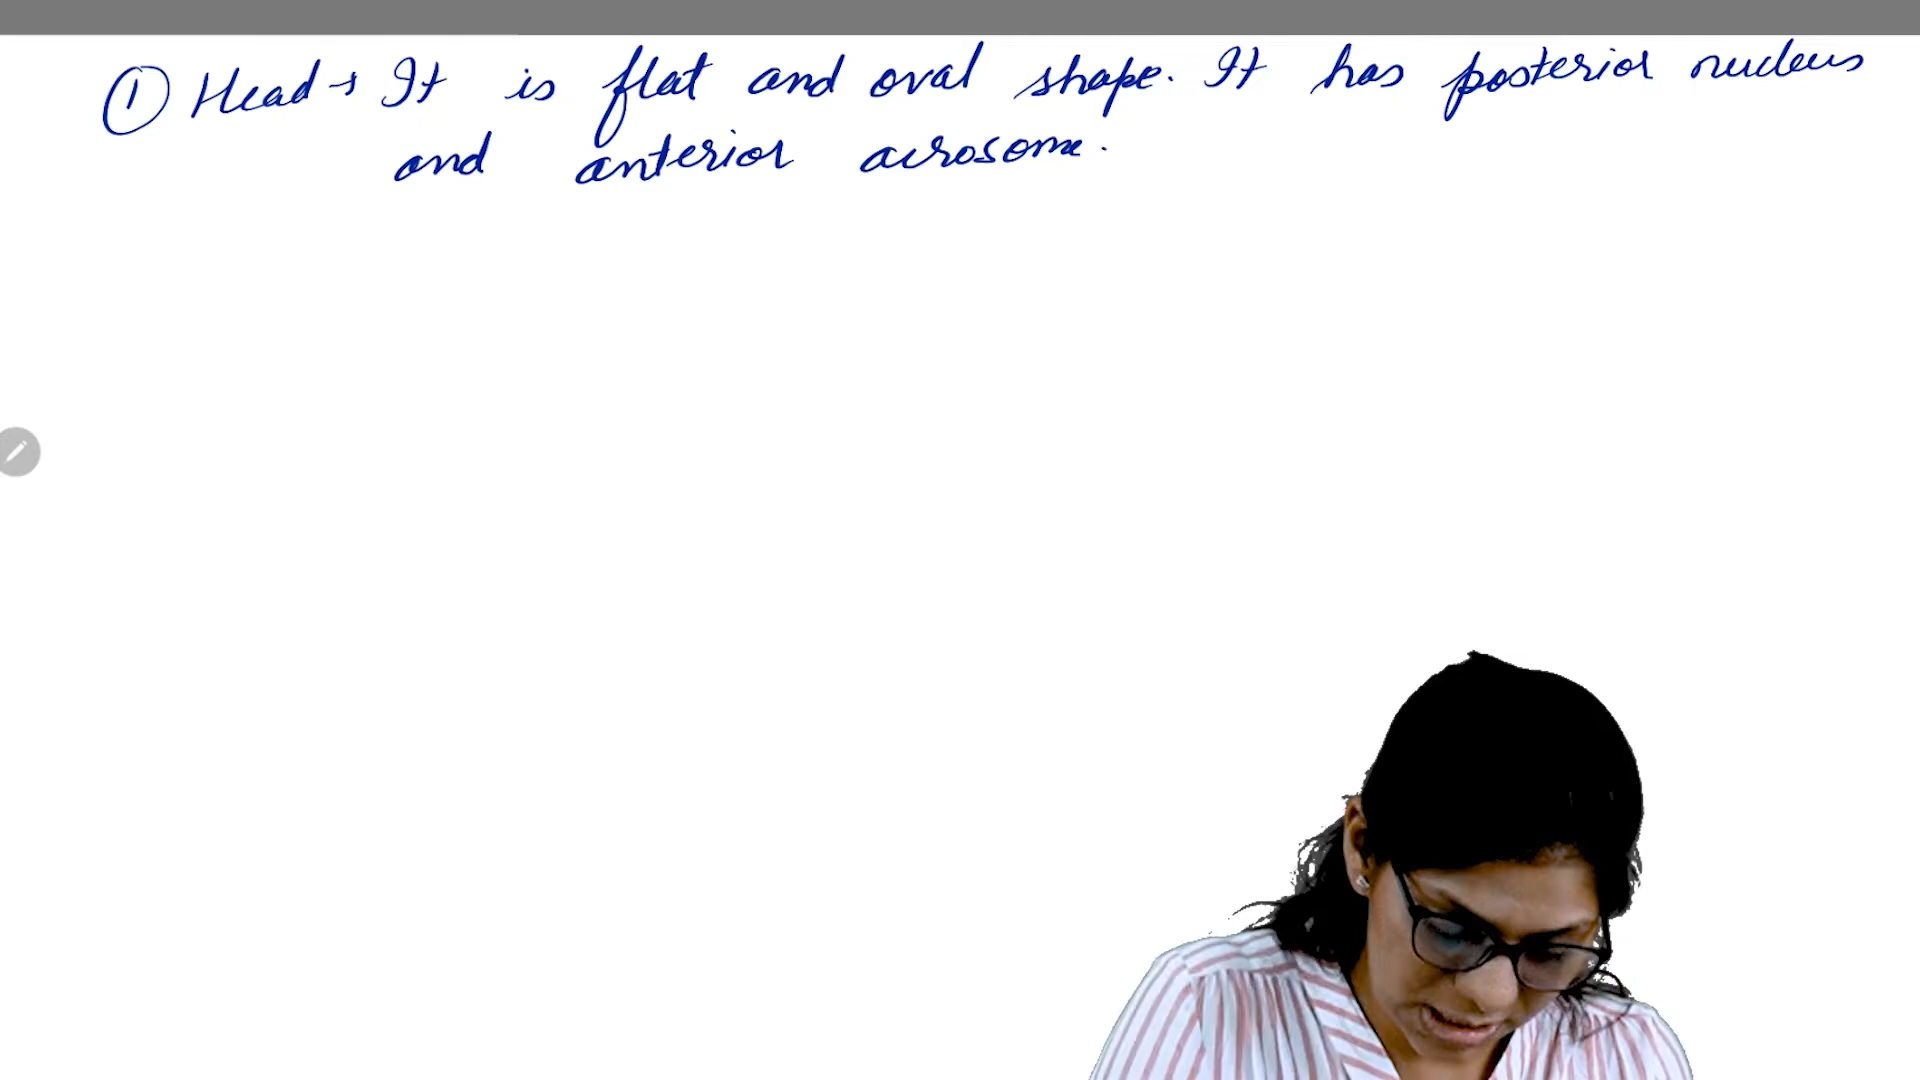 ① Head → It is flat and oval shape. It has posterior nucleus
and anterior acrosome.